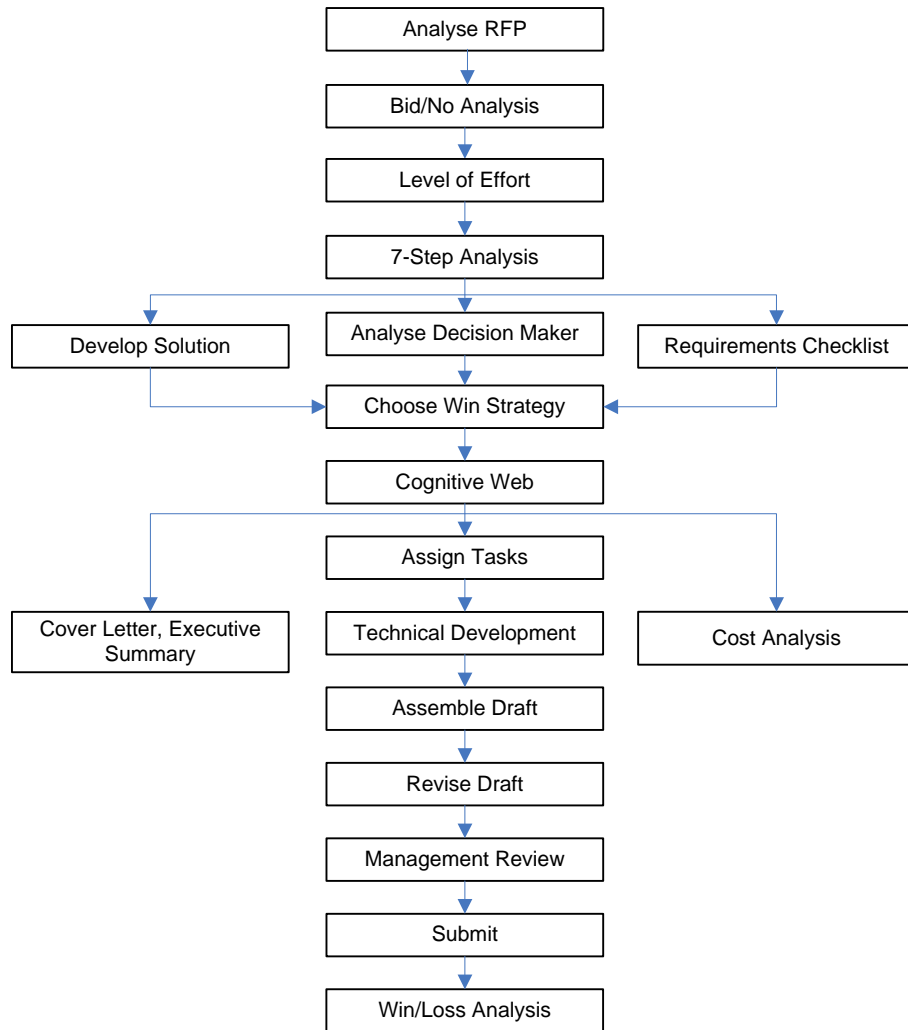 Analyse RFP
Bid/No Analysis
Level of Effort
7-Step Analysis
Develop Solution
Analyse Decision Maker
Requirements Checklist
Choose Win Strategy
Cognitive Web
Assign Tasks
Cover Letter, Executive
Summary
Technical Development
Cost Analysis
Assemble Draft
Revise Draft
Management Review
Submit
Win/Loss Analysis